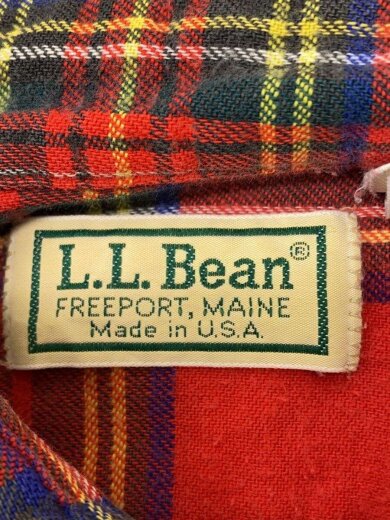 L.L.Bean®
FREEPORT, MAINE
Made in U.S.A.